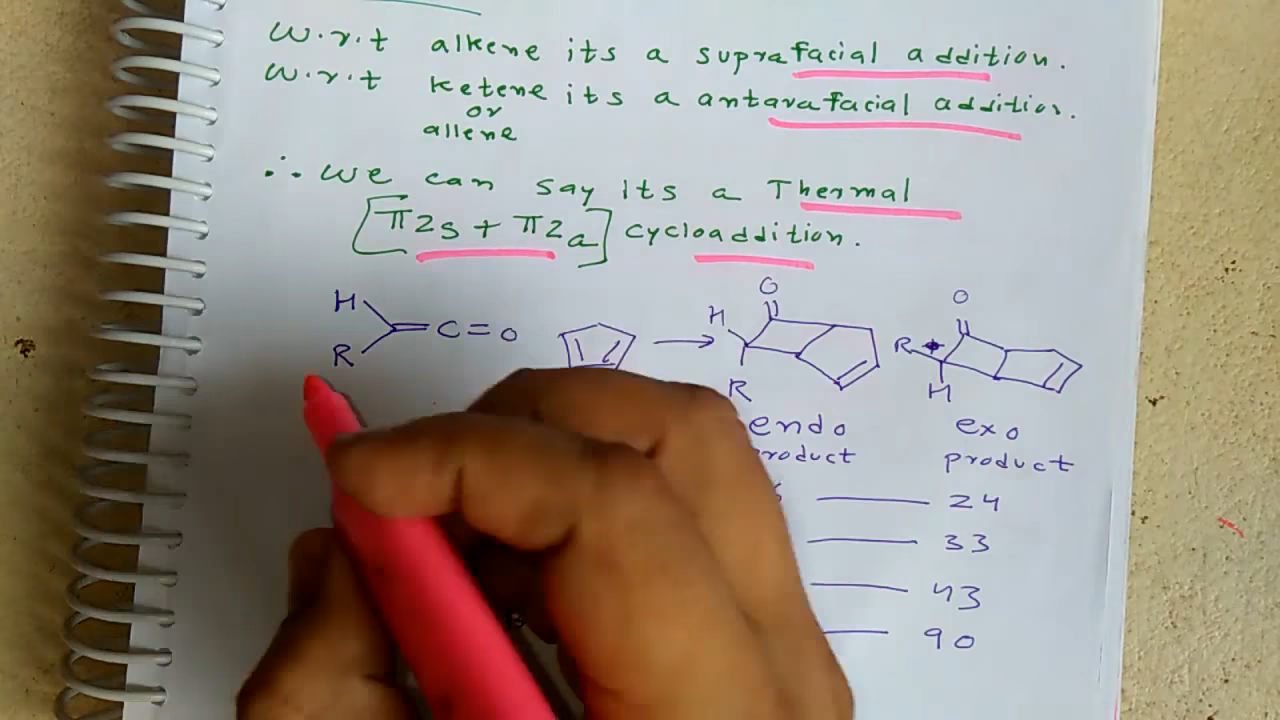 w.r.t alkene its a suprafacial addition.
w.r.t ketene its a antarafacial addition.
or
allene
∴ we can say its a Thermal
[π2s + π2a] cycloaddition.
H
R
C=O
O
H
R
O
R
H
endo
product
exo
product
24
33
43
90